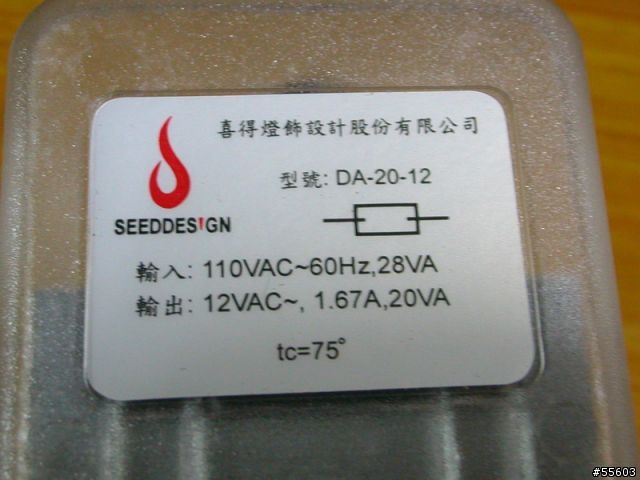 喜得燈飾設計股份有限公司
型號: DA-20-12
SEEDDESIGN
輸入: 110VAC~60Hz,28VA
輸出: 12VAC~, 1.67A,20VA
tc=75°
#55603